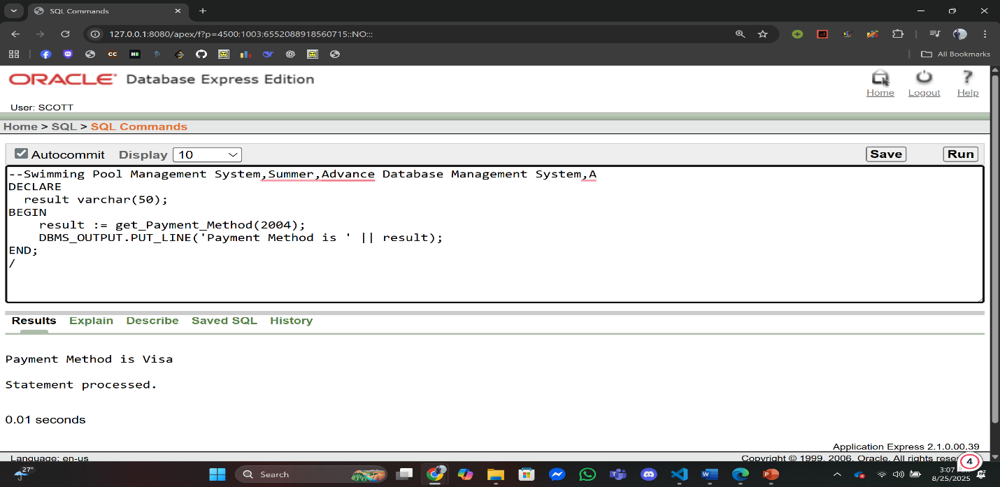 SQL Commands
127.0.0.1:8080/apex/f?p=4500:1003:6552088918560715::NO:::
CC
All Bookmarks
ORACLE Database Express Edition
Home Logout Help
User: SCOTT
Home > SQL > SQL Commands
Autocommit Display 10 Save Run
--Swimming Pool Management System,Summer,Advance Database Management System,A
DECLARE
result varchar(50);
BEGIN
result := get_Payment_Method(2004);
DBMS_OUTPUT.PUT_LINE('Payment Method is ' || result);
END;
/
Results Explain Describe Saved SQL History
Payment Method is Visa
Statement processed.
0.01 seconds
Application Express 2.1.0.00.39
Language: en-us Copyright © 1999, 2006, Oracle. All rights
27°
Search
3:07
4
8/25/2025